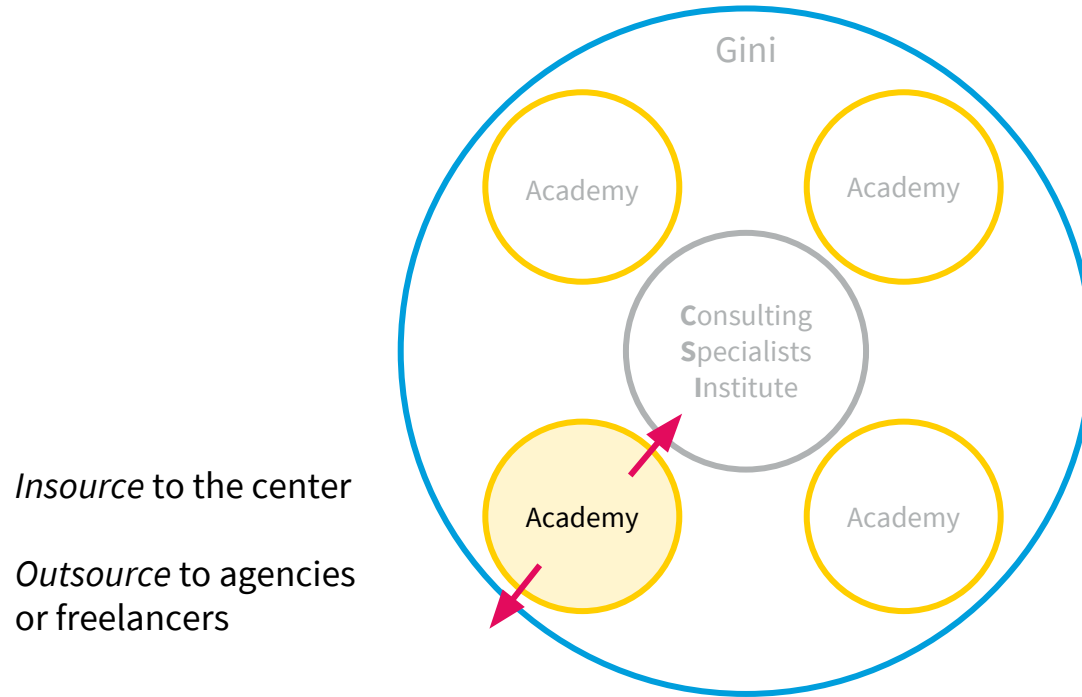 Gini
Academy
Academy
Consulting
Specialists
Institute
Insource to the center
Outsource to agencies
or freelancers
Academy
Academy